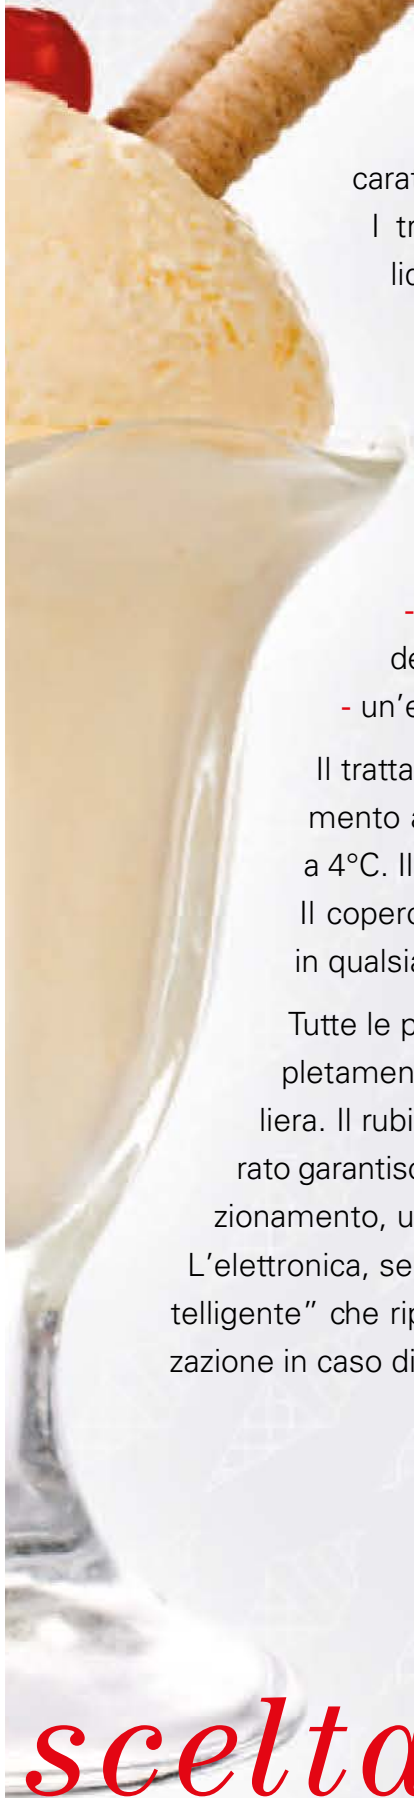 carat
I tr
lic
-
de
- un’e
Il tratta
mento a
a 4°C. Il
Il coperc
in qualsia
Tutte le p
pletamen
liera. Il rubi
rato garantisc
zionamento, u
L’elettronica, se
telligente” che rip
zazione in caso di
scelta